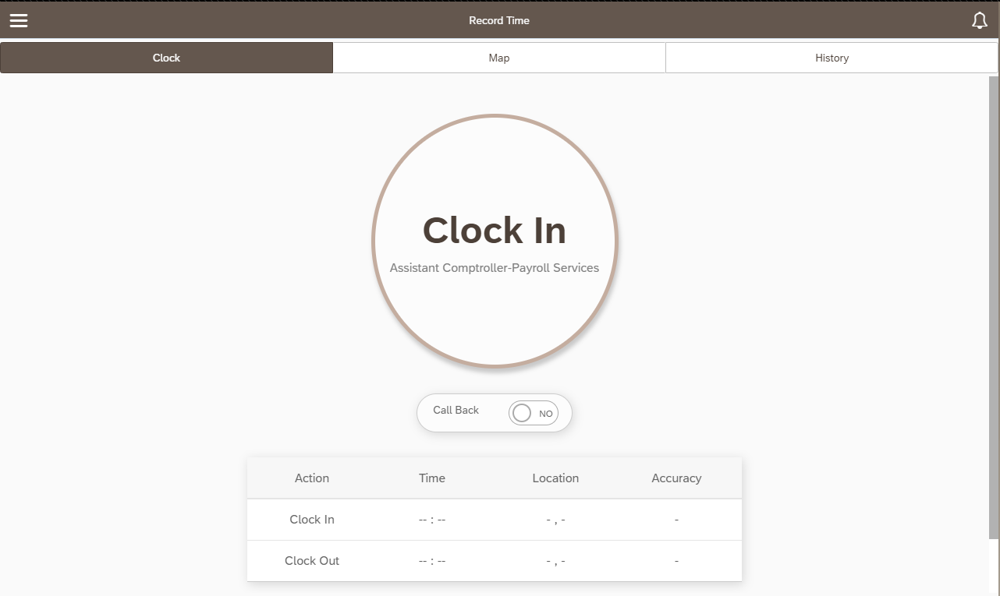 Record Time
Clock Map History
Clock In
Assistant Comptroller-Payroll Services
Call Back NO
Action Time Location Accuracy
Clock In -- : -- - , - -
Clock Out -- : -- - , - -